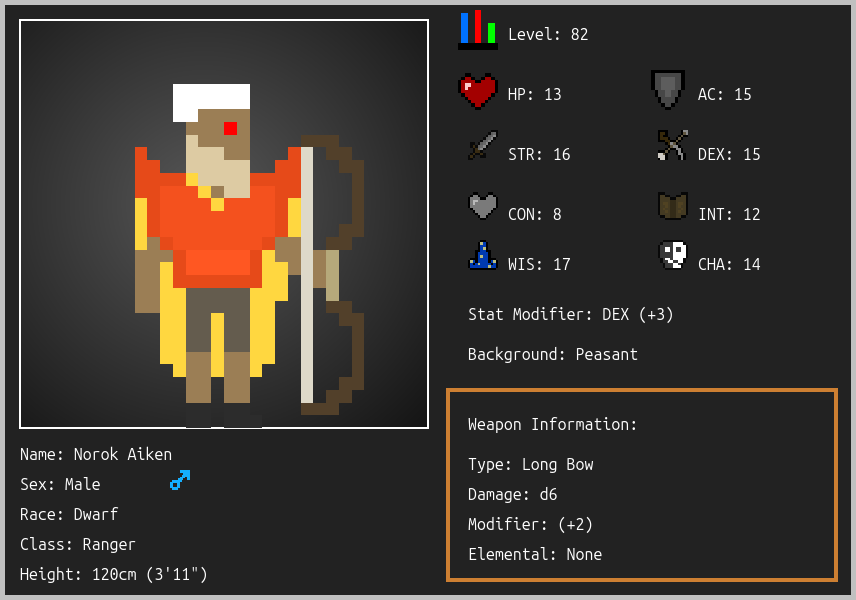 Level: 82
HP: 13
AC: 15
STR: 16
DEX: 15
CON: 8
INT: 12
WIS: 17
CHA: 14
Stat Modifier: DEX (+3)
Background: Peasant
Weapon Information:
Type: Long Bow
Damage: d6
Modifier: (+2)
Elemental: None
Name: Norok Aiken
Sex: Male
Race: Dwarf
Class: Ranger
Height: 120cm (3'11")